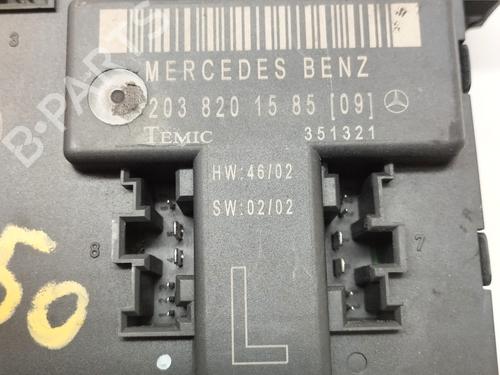 3
MERCEDES BENZ
203 820 15 85 [09]
TEMIC 351321
HW:46/02
SW:02/02
8
7
50
L
B-PARTS